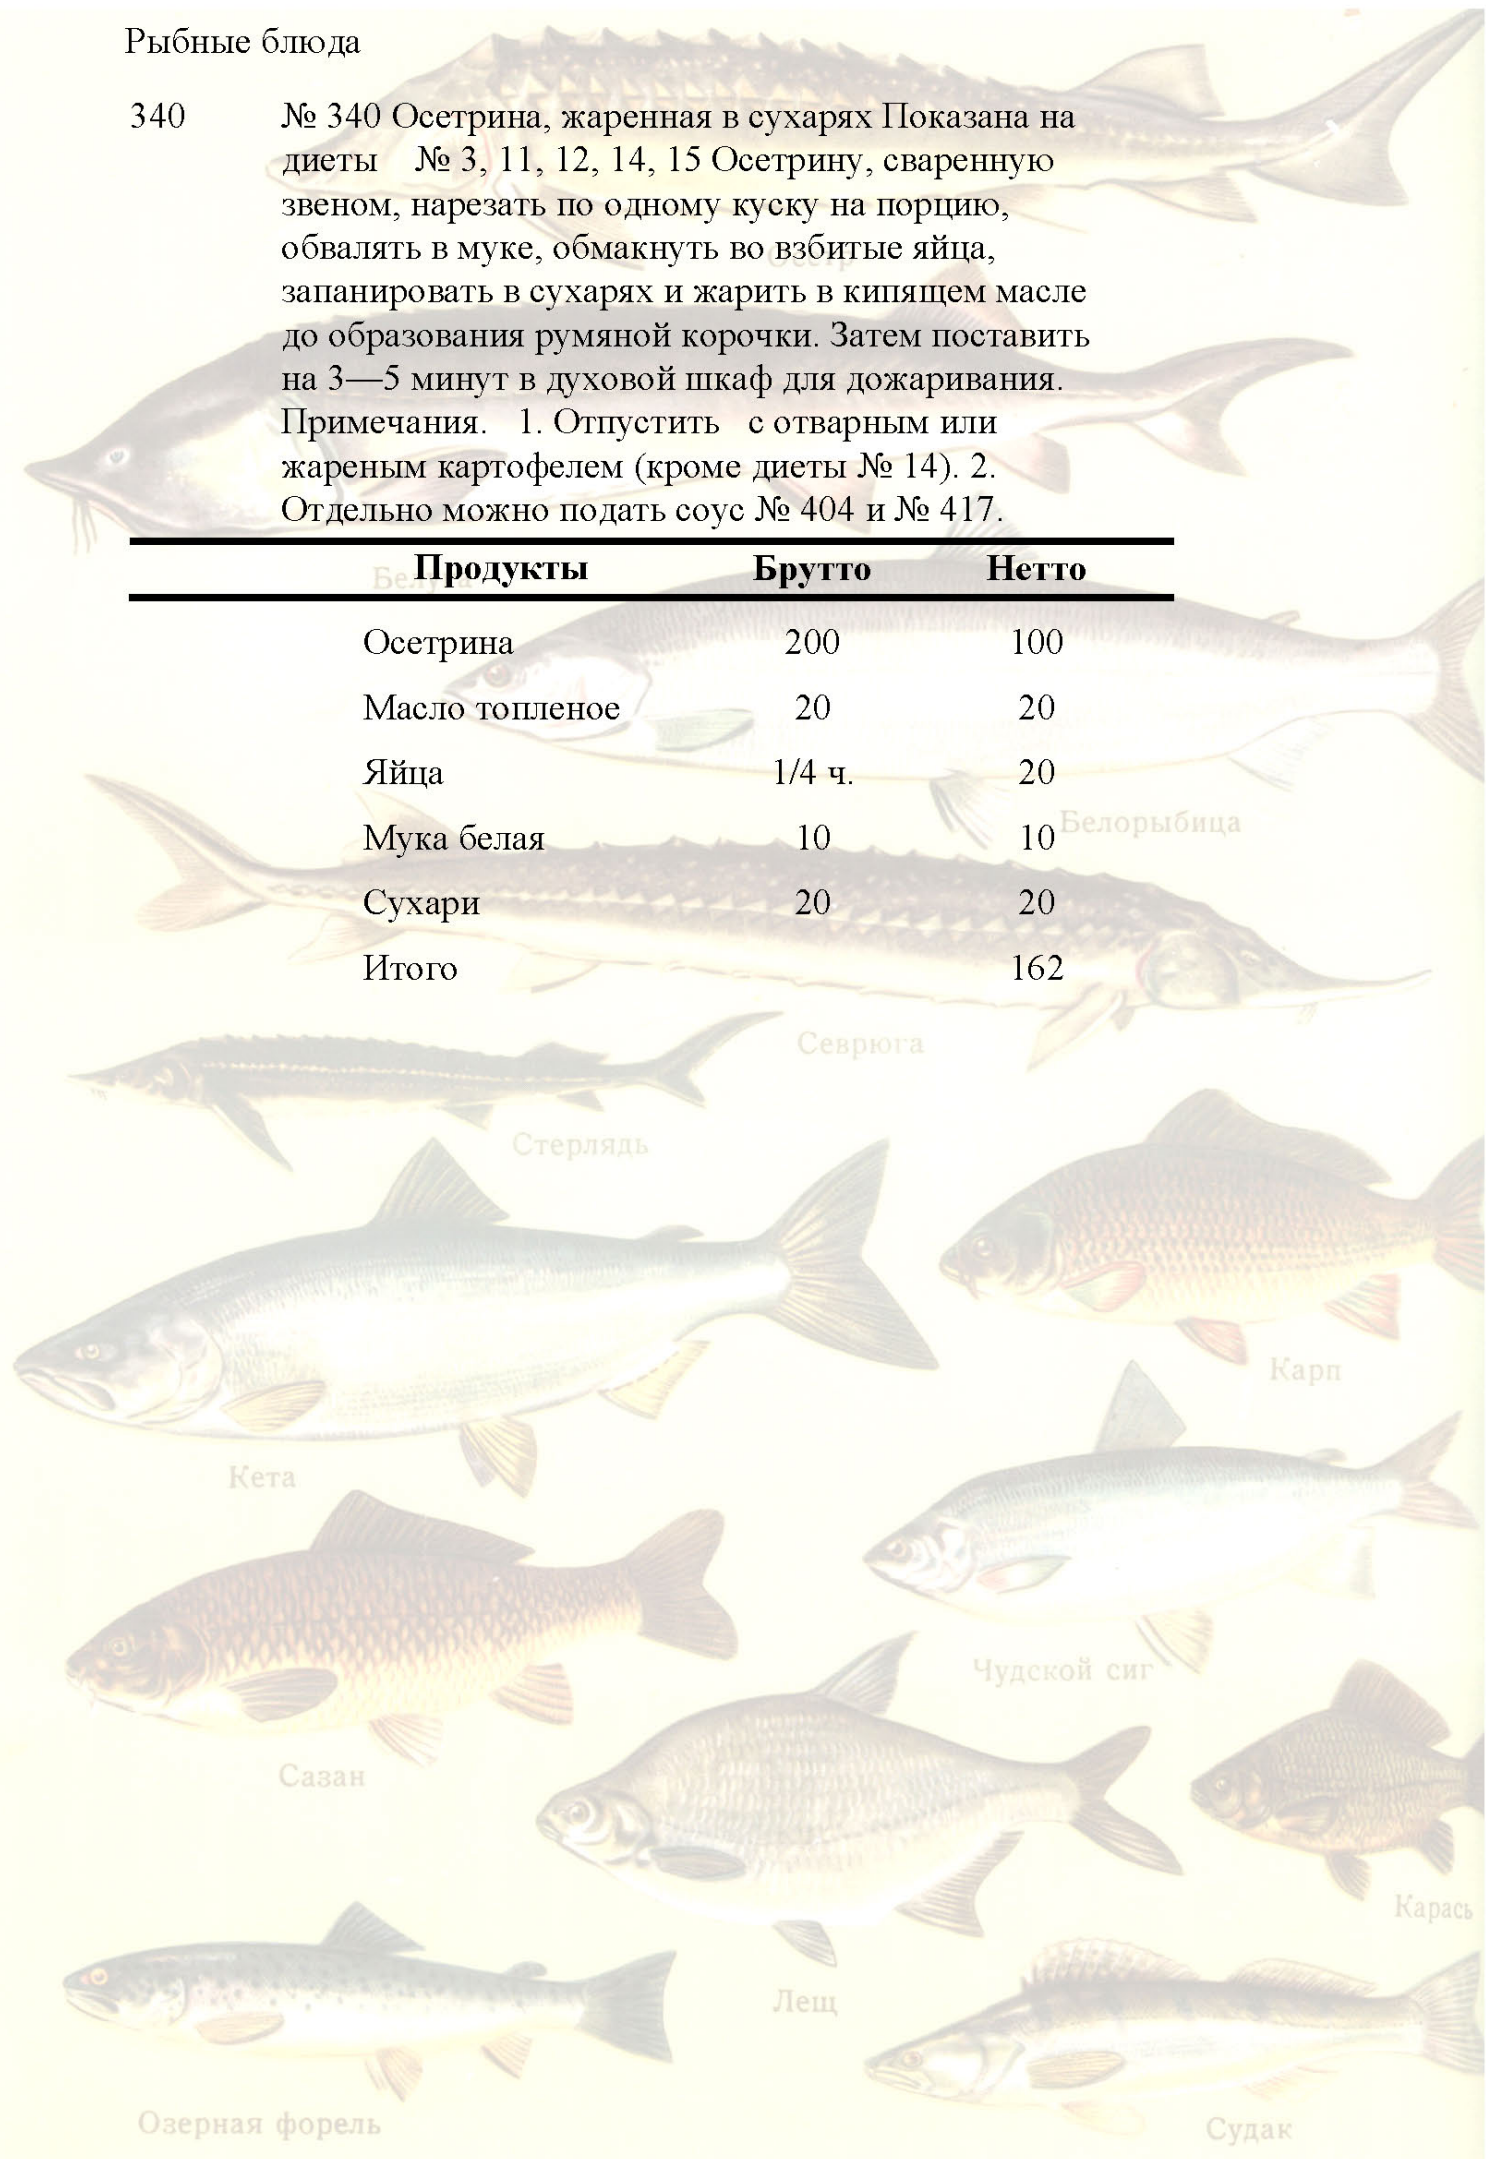 Рыбные блюда
340 № 340 Осетрина, жаренная в сухарях Показана на
диеты № 3, 11, 12, 14, 15 Осетрину, сваренную
звеном, нарезать по одному куску на порцию,
обвалять в муке, обмакнуть во взбитые яйца,
Осетр
запанировать в сухарях и жарить в кипящем масле
до образования румяной корочки. Затем поставить
на 3—5 минут в духовой шкаф для дожаривания.
Примечания. 1. Отпустить с отварным или
жареным картофелем (кроме диеты № 14). 2.
Отдельно можно подать соус № 404 и № 417.
Продукты Брутто Нетто
Белуга
Осетрина 200 100
Масло топленое 20 20
Яйца 1/4 ч. 20
Белорыбица
Мука белая 10 10
Сухари 20 20
Итого 162
Севрюга
Стерлядь
Карп
Кета
Чудской сиг
Сазан
Карась
Лещ
Озерная форель
Судак